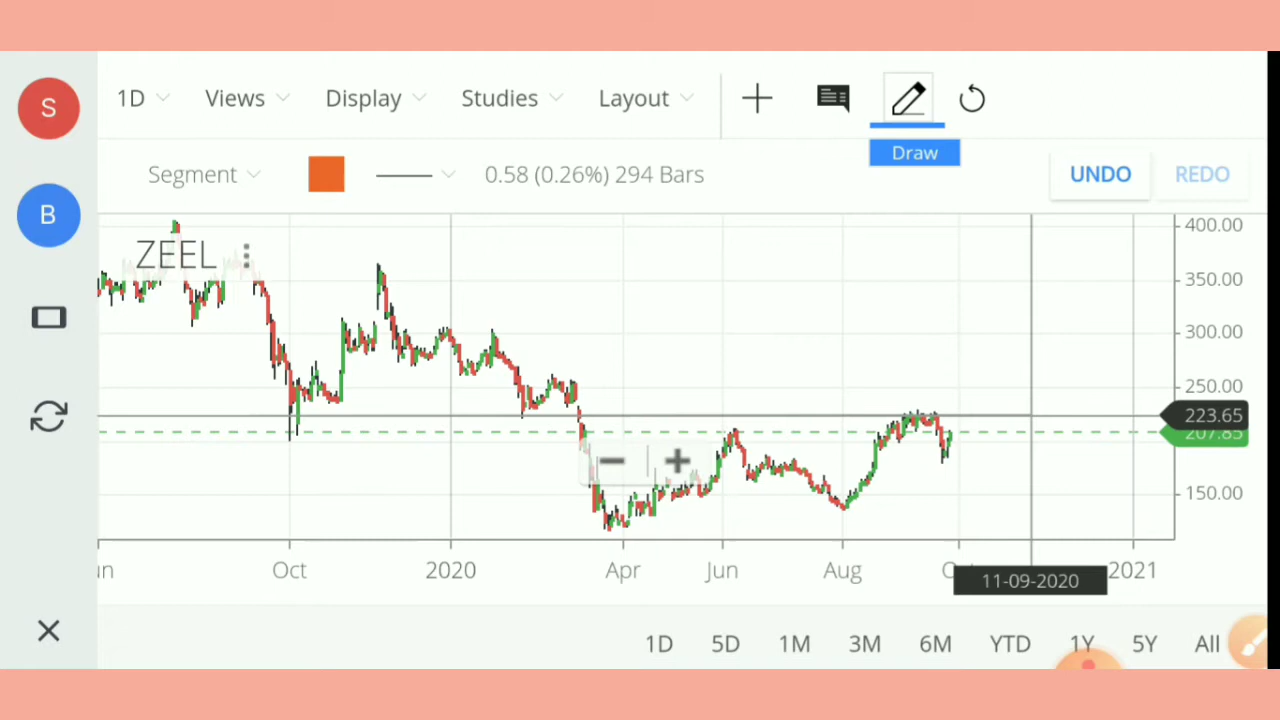 S
B
1D Views Display Studies Layout
Draw
Segment 0.58 (0.26%) 294 Bars UNDO REDO
ZEEL
400.00
350.00
300.00
250.00
223.65
207.85
150.00
Oct 2020 Apr Jun Aug 2021
11-09-2020
1D 5D 1M 3M 6M YTD 1Y 5Y All